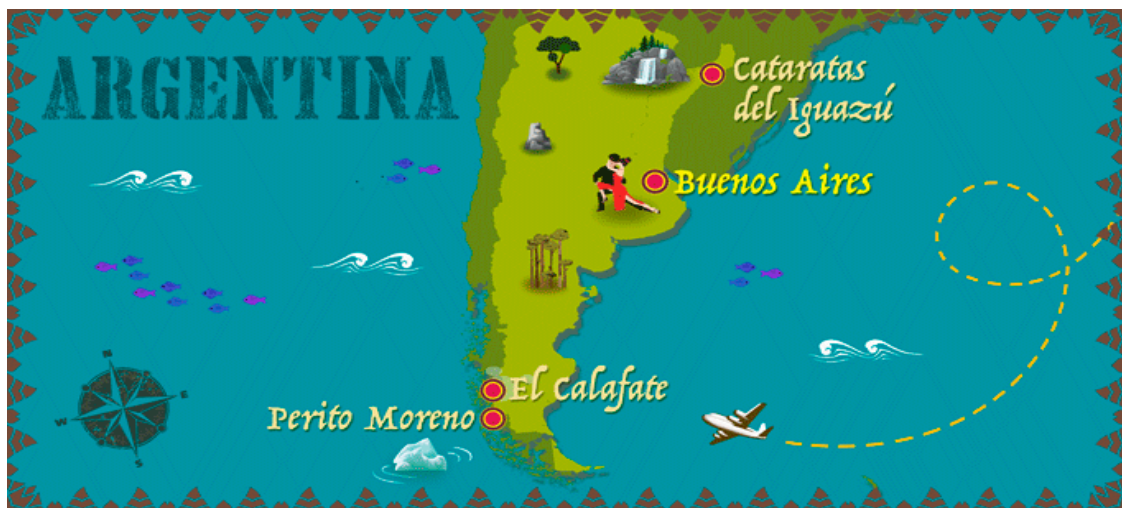 ARGENTINA
Cataratas
del Iguazú
Buenos Aires
El Calafate
Perito Moreno
N
W
E
S